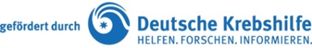 gefördert durch Deutsche Krebshilfe
HELFEN. FORSCHEN. INFORMIEREN.